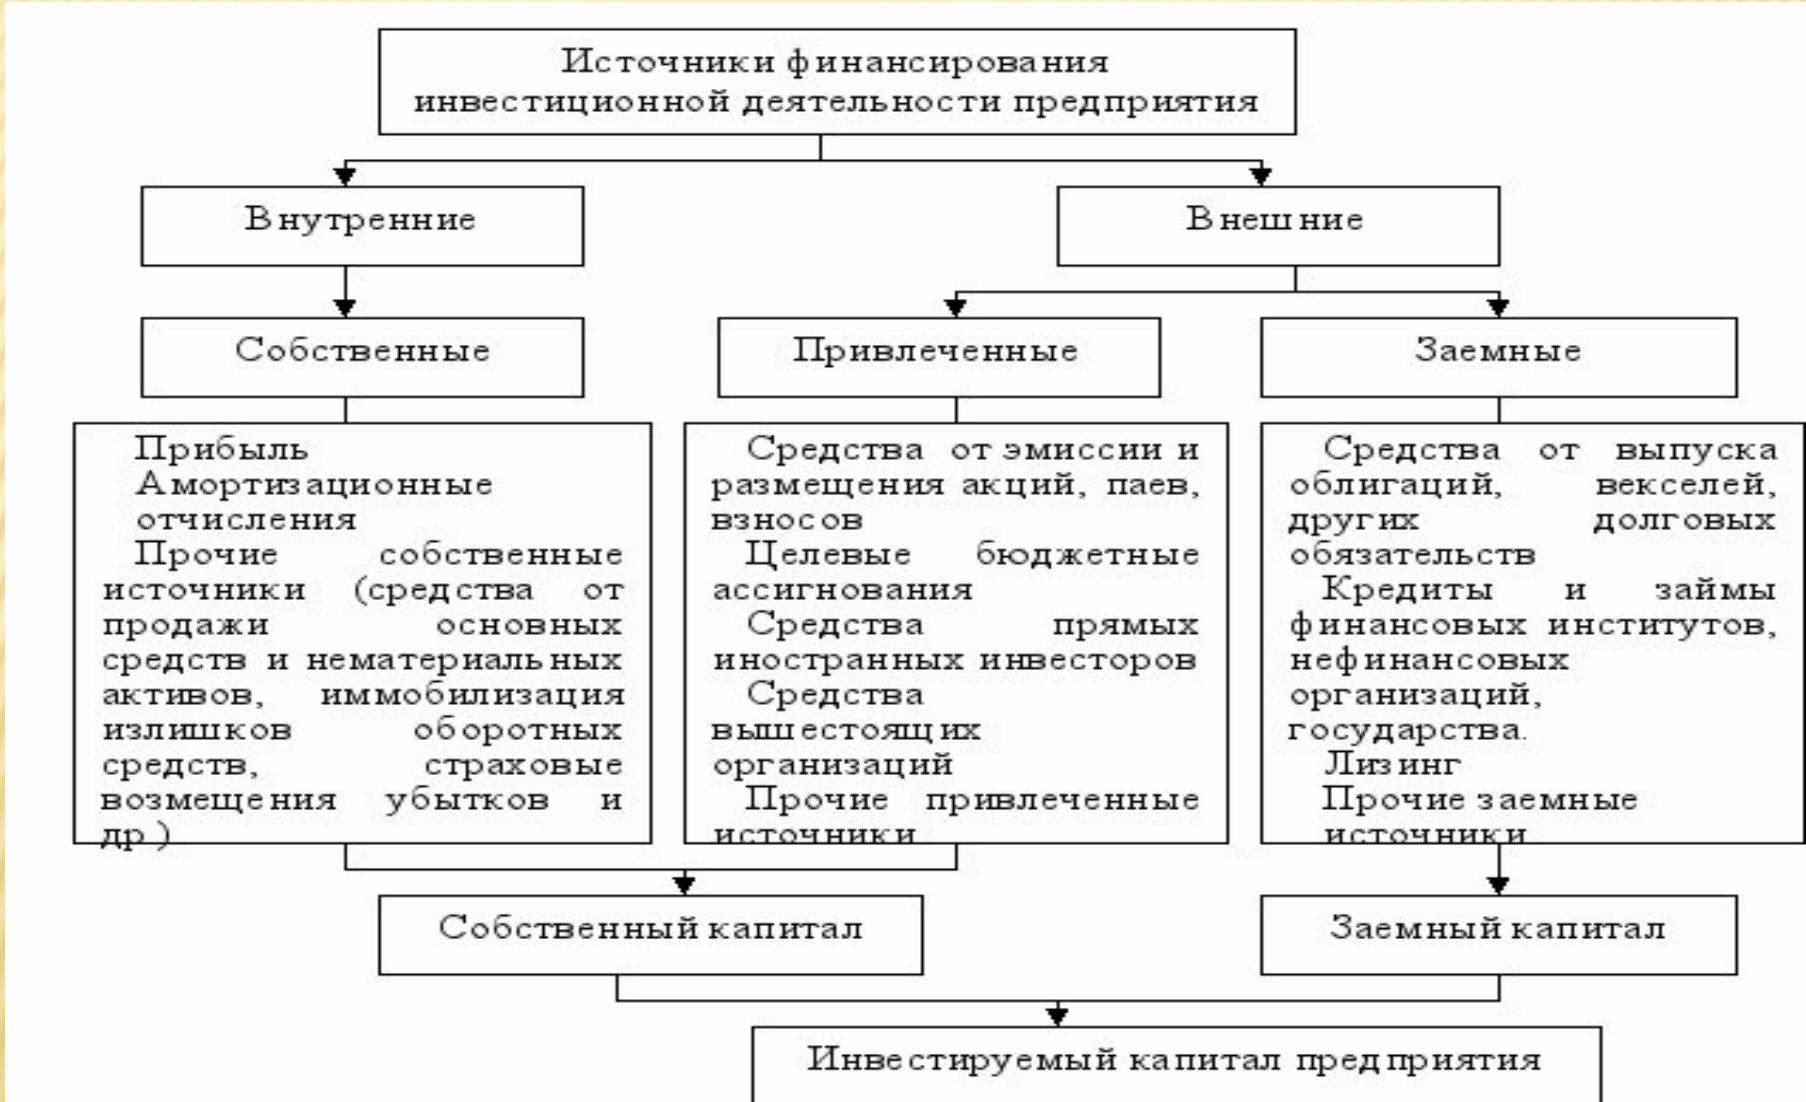 Источники финансирования
инвестиционной деятельности предприятия
Внутренние
Внешние
Собственные
Привлеченные
Заемные
Прибыль
Амортизационные
отчисления
Прочие собственные
источники (средства от
продажи основных
средств и нематериальных
активов, иммобилизация
излишков оборотных
средств, страховые
возмещения убытков и
др.)
Средства от эмиссии и
размещения акций, паев,
взносов
Целевые бюджетные
ассигнования
Средства прямых
иностранных инвесторов
Средства
вышестоящих
организаций
Прочие привлеченные
источники
Средства от выпуска
облигаций, векселей,
других долговых
обязательств
Кредиты и займы
финансовых институтов,
нефинансовых
организаций,
государства.
Лизинг
Прочие заемные
источники
Собственный капитал
Заемный капитал
Инвестируемый капитал предприятия